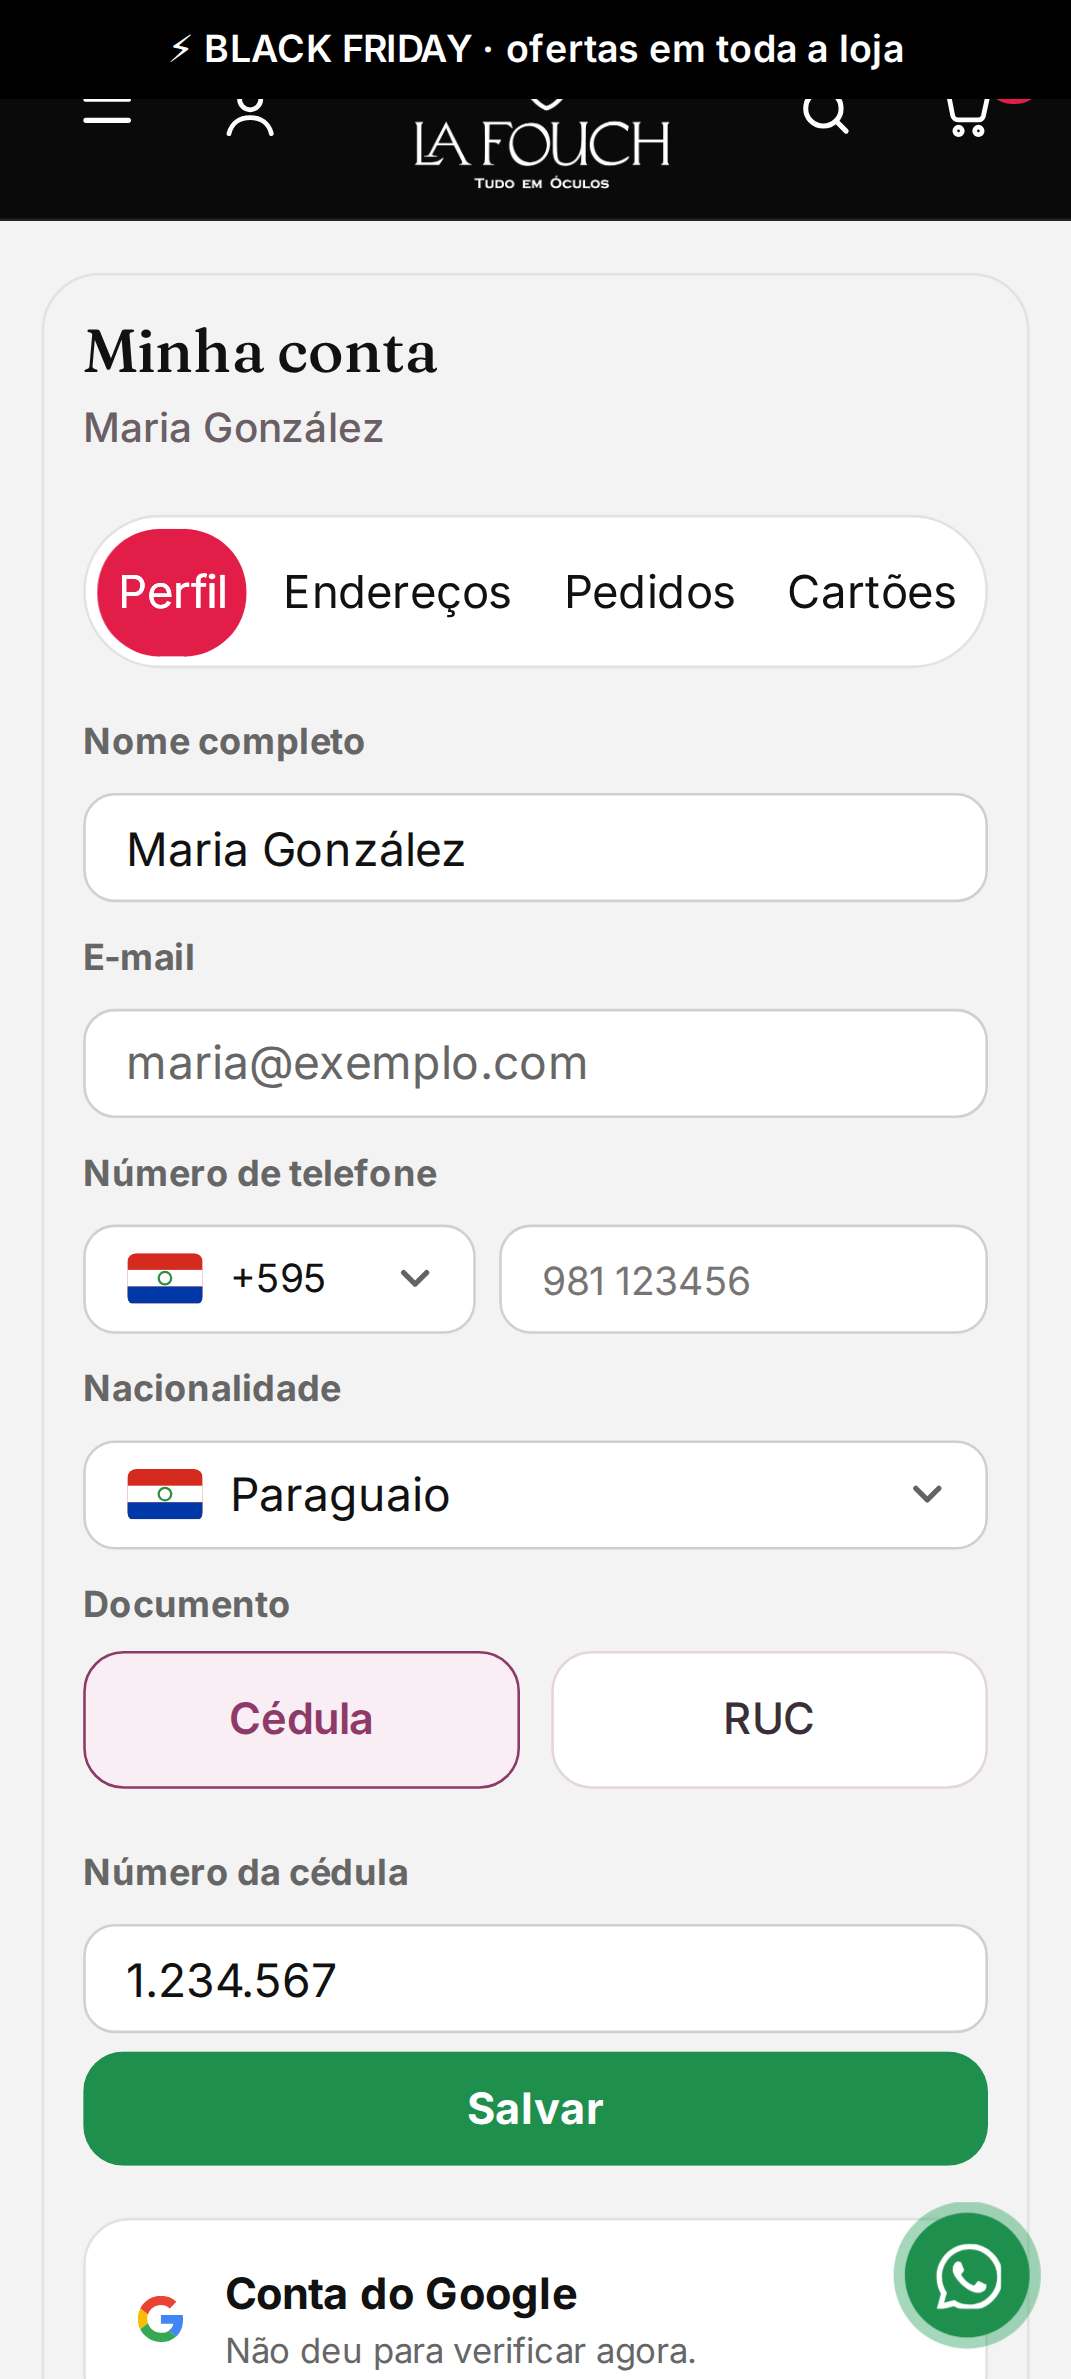 ⚡ BLACK FRIDAY · ofertas em toda a loja
LA FOUCH
TUDO EM ÓCULOS
Minha conta
Maria González
Perfil Endereços Pedidos Cartões
Nome completo
Maria González
E-mail
maria@exemplo.com
Número de telefone
+595 981 123456
Nacionalidade
Paraguaio
Documento
Cédula RUC
Número da cédula
1.234.567
Salvar
Conta do Google
Não deu para verificar agora.